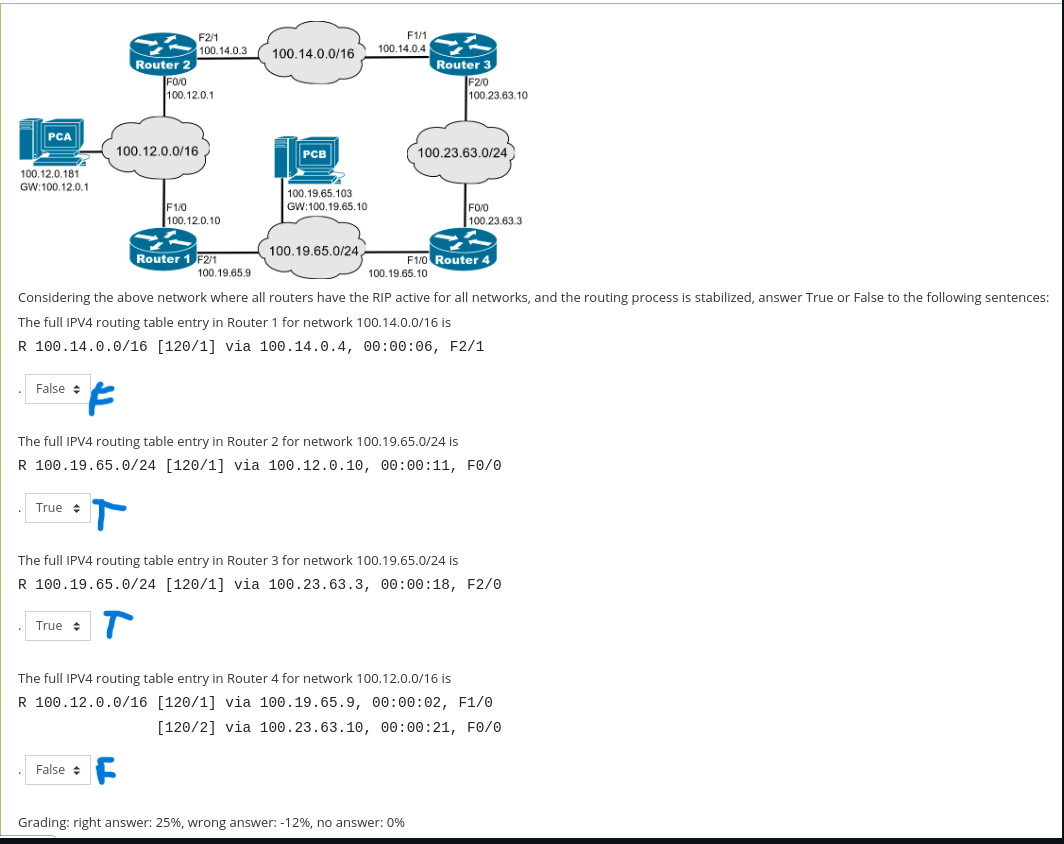 F2/1
100.14.0.3
100.14.0.0/16
F1/1
100.14.0.4
Router 2
Router 3
F0/0
100.12.0.1
F2/0
100.23.63.10
PCA
100.12.0.0/16
PCB
100.23.63.0/24
100.12.0.181
GW:100.12.0.1
100.19.65.103
GW:100.19.65.10
F1/0
100.12.0.10
F0/0
100.23.63.3
Router 1
F2/1
100.19.65.9
100.19.65.0/24
F1/0
100.19.65.10
Router 4
Considering the above network where all routers have the RIP active for all networks, and the routing process is stabilized, answer True or False to the following sentences:
The full IPV4 routing table entry in Router 1 for network 100.14.0.0/16 is
R 100.14.0.0/16 [120/1] via 100.14.0.4, 00:00:06, F2/1
. False F
The full IPV4 routing table entry in Router 2 for network 100.19.65.0/24 is
R 100.19.65.0/24 [120/1] via 100.12.0.10, 00:00:11, F0/0
. True T
The full IPV4 routing table entry in Router 3 for network 100.19.65.0/24 is
R 100.19.65.0/24 [120/1] via 100.23.63.3, 00:00:18, F2/0
. True T
The full IPV4 routing table entry in Router 4 for network 100.12.0.0/16 is
R 100.12.0.0/16 [120/1] via 100.19.65.9, 00:00:02, F1/0
[120/2] via 100.23.63.10, 00:00:21, F0/0
. False F
Grading: right answer: 25%, wrong answer: -12%, no answer: 0%